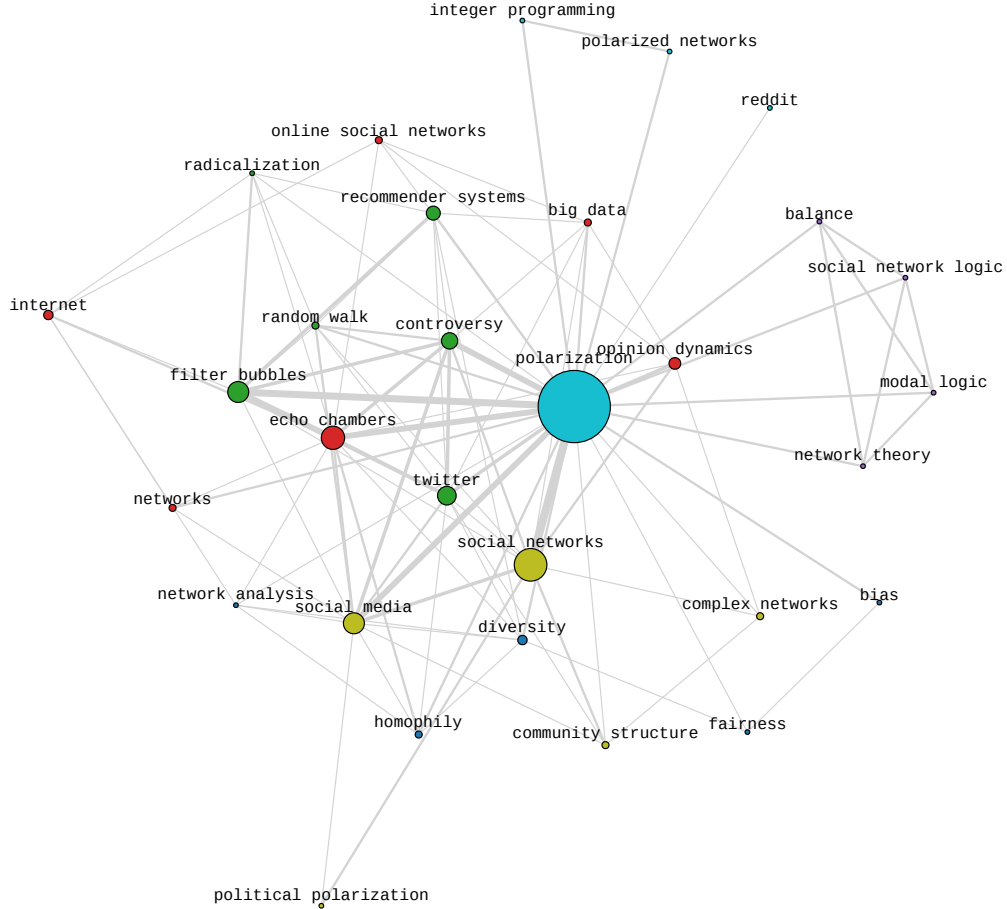 integer programming
polarized networks
reddit
online social networks
radicalization
recommender systems
big data
balance
social network logic
internet
random walk
controversy
opinion dynamics
polarization
filter bubbles
modal logic
echo chambers
network theory
twitter
networks
social networks
network analysis
social media
complex networks
bias
diversity
homophily
community structure
fairness
political polarization